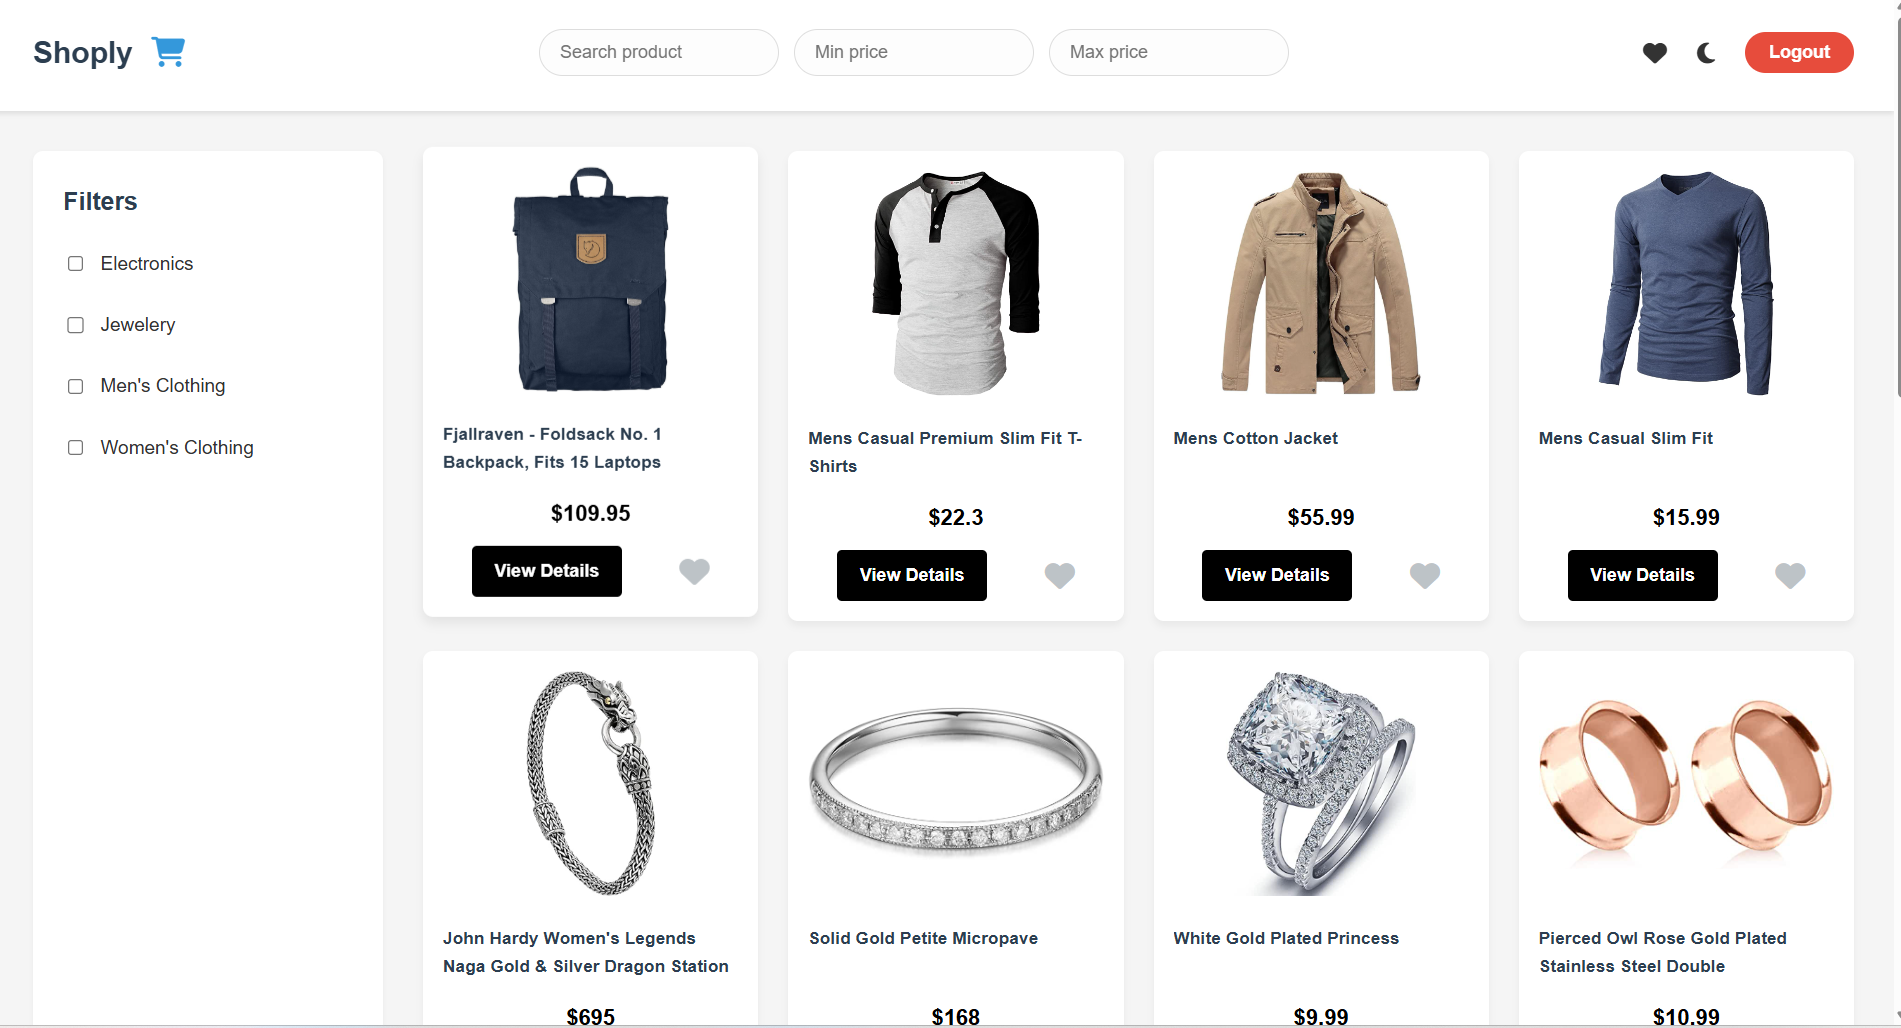 Shoply
Search product
Min price
Max price
Logout
Filters
Electronics
Jewelery
Men's Clothing
Women's Clothing
Fjallraven - Foldsack No. 1
Backpack, Fits 15 Laptops
$109.95
View Details
Mens Casual Premium Slim Fit T-
Shirts
$22.3
View Details
Mens Cotton Jacket
$55.99
View Details
Mens Casual Slim Fit
$15.99
View Details
John Hardy Women's Legends
Naga Gold & Silver Dragon Station
$695
Solid Gold Petite Micropave
$168
White Gold Plated Princess
$9.99
Pierced Owl Rose Gold Plated
Stainless Steel Double
$10.99